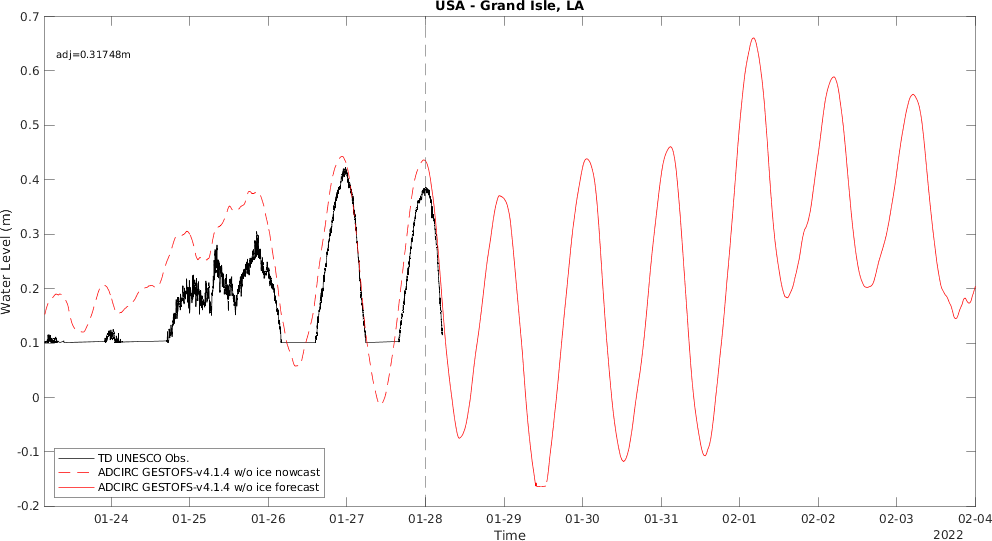 USA - Grand Isle, LA
adj=0.31748m
0.7
0.6
0.5
0.4
0.3
0.2
0.1
0
-0.1
-0.2
Water Level (m)
TD UNESCO Obs.
ADCIRC GESTOFS-v4.1.4 w/o ice nowcast
ADCIRC GESTOFS-v4.1.4 w/o ice forecast
01-24 01-25 01-26 01-27 01-28 01-29 01-30 01-31 02-01 02-02 02-03 02-04
Time
2022